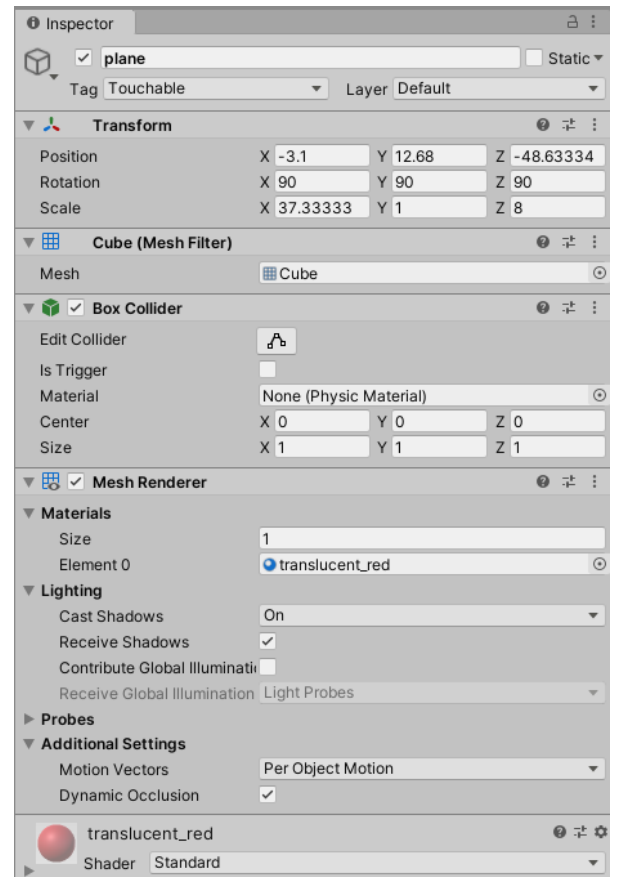 Inspector
plane Static
Tag Touchable Layer Default
Transform
Position X -3.1 Y 12.68 Z -48.63334
Rotation X 90 Y 90 Z 90
Scale X 37.33333 Y 1 Z 8
Cube (Mesh Filter)
Mesh Cube
Box Collider
Edit Collider
Is Trigger
Material None (Physic Material)
Center X 0 Y 0 Z 0
Size X 1 Y 1 Z 1
Mesh Renderer
Materials
Size 1
Element 0 translucent_red
Lighting
Cast Shadows On
Receive Shadows
Contribute Global Illuminati
Receive Global Illumination Light Probes
Probes
Additional Settings
Motion Vectors Per Object Motion
Dynamic Occlusion
translucent_red
Shader Standard